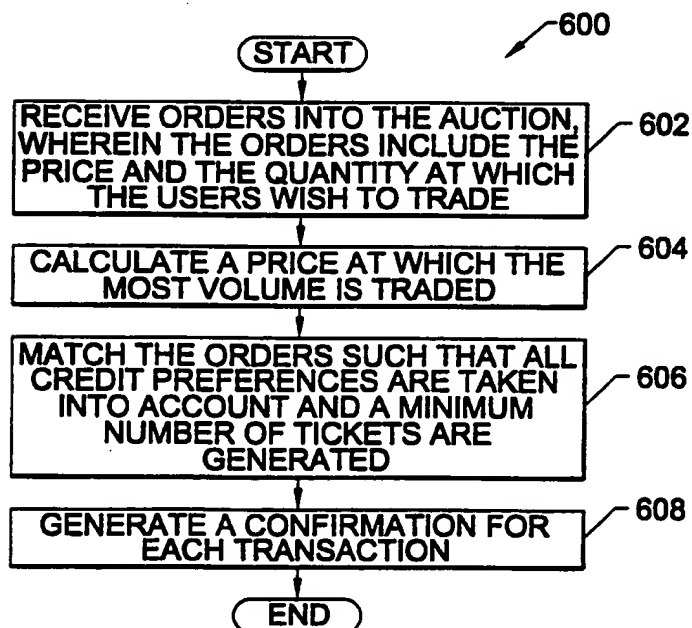 600
START
RECEIVE ORDERS INTO THE AUCTION,
WHEREIN THE ORDERS INCLUDE THE
PRICE AND THE QUANTITY AT WHICH
THE USERS WISH TO TRADE
602
CALCULATE A PRICE AT WHICH THE
MOST VOLUME IS TRADED
604
MATCH THE ORDERS SUCH THAT ALL
CREDIT PREFERENCES ARE TAKEN
INTO ACCOUNT AND A MINIMUM
NUMBER OF TICKETS ARE
GENERATED
606
GENERATE A CONFIRMATION FOR
EACH TRANSACTION
608
END